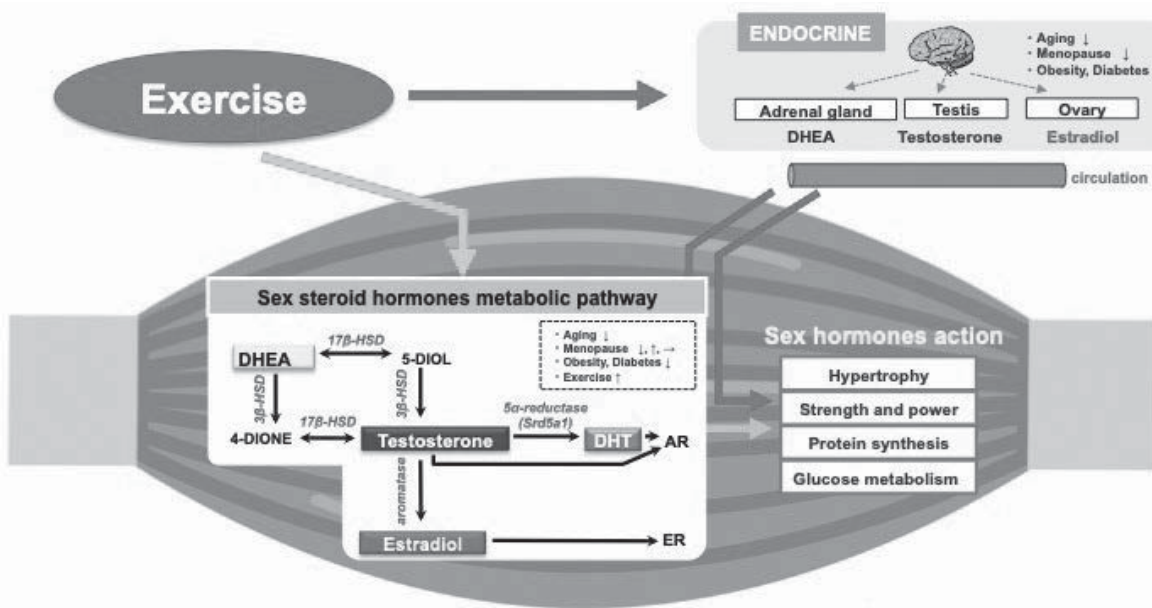 Exercise
ENDOCRINE
• Aging ↓
• Menopause ↓
• Obesity, Diabetes
Adrenal gland
Testis
Ovary
DHEA
Testosterone
Estradiol
circulation
Sex steroid hormones metabolic pathway
• Aging ↓
• Menopause ↓, ↑, →
• Obesity, Diabetes ↓
• Exercise ↑
DHEA
17β-HSD
5-DIOL
3β-HSD
3β-HSD
4-DIONE
17β-HSD
Testosterone
5α-reductase
(Srd5a1)
DHT
AR
aromatase
Estradiol
ER
Sex hormones action
Hypertrophy
Strength and power
Protein synthesis
Glucose metabolism